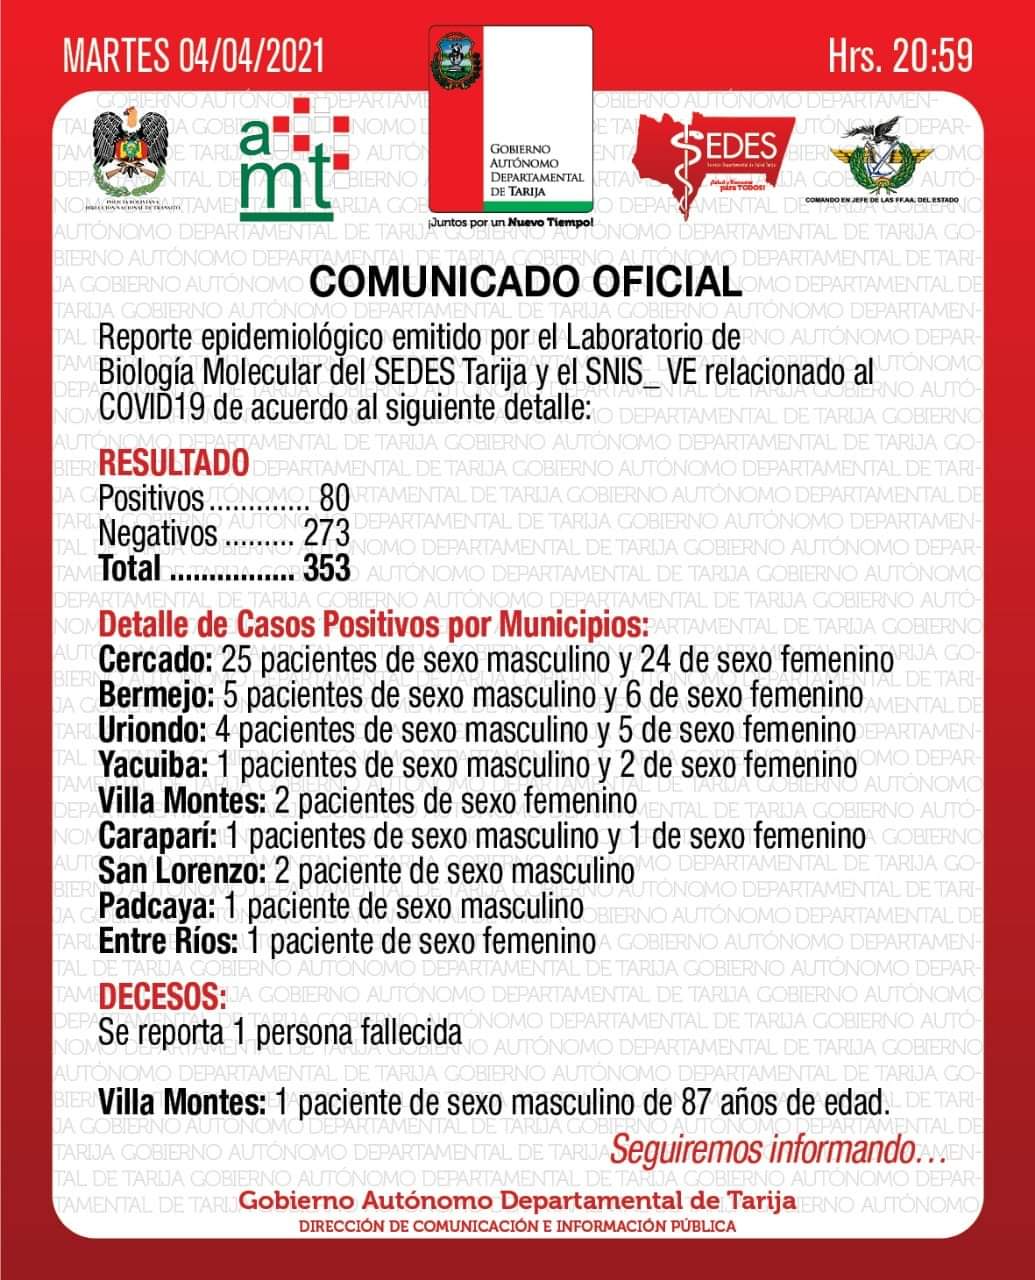 MARTES 04/04/2021
Hrs. 20:59
POLICÍA BOLIVIANA
DIRECCIÓN NACIONAL DE TRANSITO
amt
GOBIERNO
AUTÓNOMO
DEPARTAMENTAL
DE TARIJA
¡Juntos por un Nuevo Tiempo!
SEDES
Servicio Departamental de Salud Tarija
para TODOS!
COMANDO EN JEFE DE LAS FF.AA. DEL ESTADO
COMUNICADO OFICIAL
Reporte epidemiológico emitido por el Laboratorio de
Biología Molecular del SEDES Tarija y el SNIS_ VE relacionado al
COVID19 de acuerdo al siguiente detalle:
RESULTADO
Positivos ............. 80
Negativos ......... 273
Total ................ 353
Detalle de Casos Positivos por Municipios:
Cercado: 25 pacientes de sexo masculino y 24 de sexo femenino
Bermejo: 5 pacientes de sexo masculino y 6 de sexo femenino
Uriondo: 4 pacientes de sexo masculino y 5 de sexo femenino
Yacuiba: 1 pacientes de sexo masculino y 2 de sexo femenino
Villa Montes: 2 pacientes de sexo femenino
Caraparí: 1 pacientes de sexo masculino y 1 de sexo femenino
San Lorenzo: 2 paciente de sexo masculino
Padcaya: 1 paciente de sexo masculino
Entre Ríos: 1 paciente de sexo femenino
DECESOS:
Se reporta 1 persona fallecida
Villa Montes: 1 paciente de sexo masculino de 87 años de edad.
Seguiremos informando...
Gobierno Autónomo Departamental de Tarija
DIRECCIÓN DE COMUNICACIÓN E INFORMACIÓN PÚBLICA